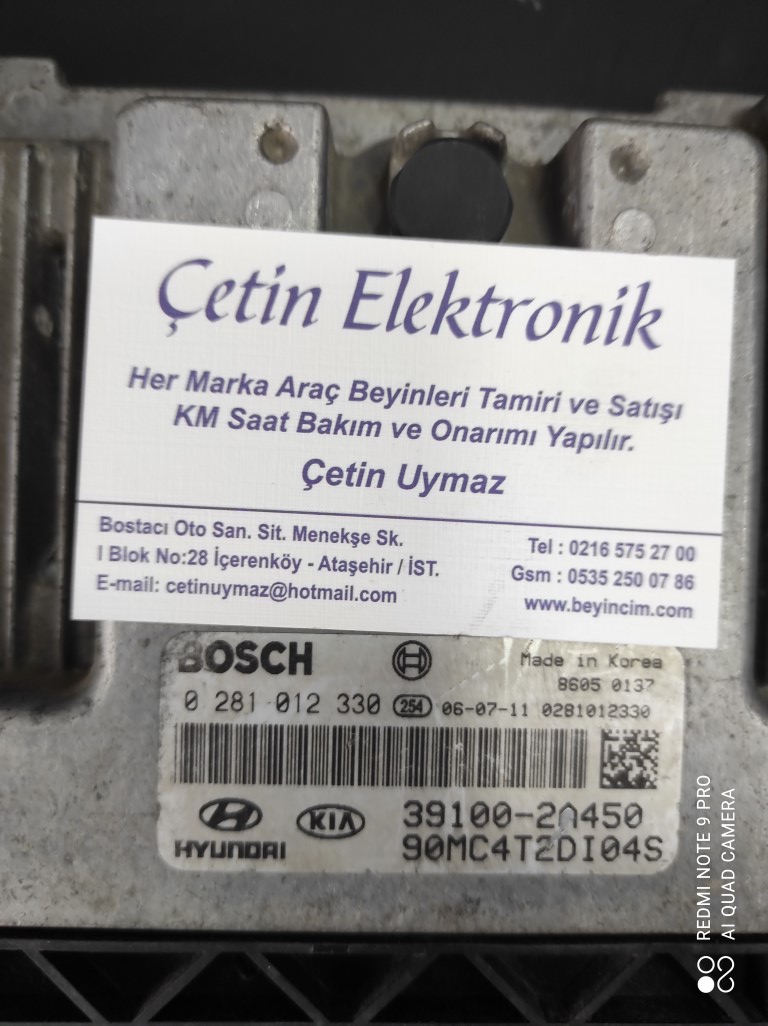 Çetin Elektronik
Her Marka Araç Beyinleri Tamiri ve Satışı
KM Saat Bakım ve Onarımı Yapılır.
Çetin Uymaz
Bostacı Oto San. Sit. Menekşe Sk.
I Blok No:28 İçerenköy - Ataşehir / İST.
E-mail: cetinuymaz@hotmail.com
Tel : 0216 575 27 00
Gsm : 0535 250 07 86
www.beyincim.com
BOSCH
Made in Korea
8605 0137
0 281 012 330 254 06-07-11 0281012330
HYUNDAI KIA
39100-2A450
90MC4T2DI04S
REDMI NOTE 9 PRO
AI QUAD CAMERA